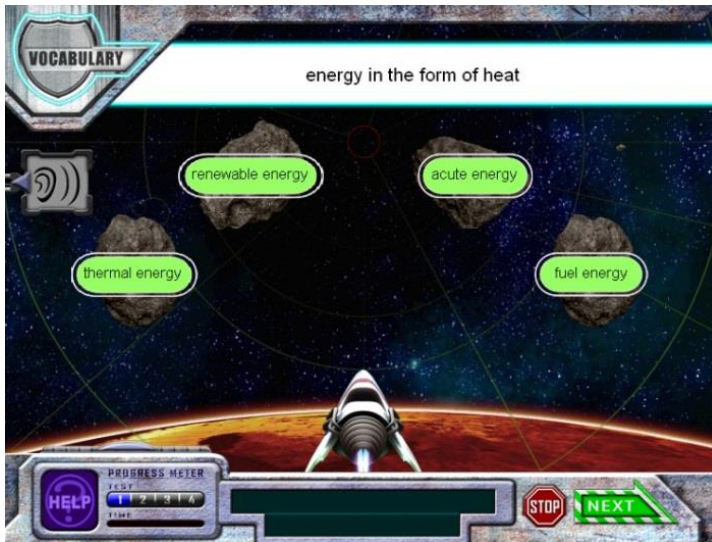 VOCABULARY
energy in the form of heat
renewable energy
acute energy
thermal energy
fuel energy
HELP
PROGRESS METER
TEST
1 2 3 4
TIME
STOP
NEXT